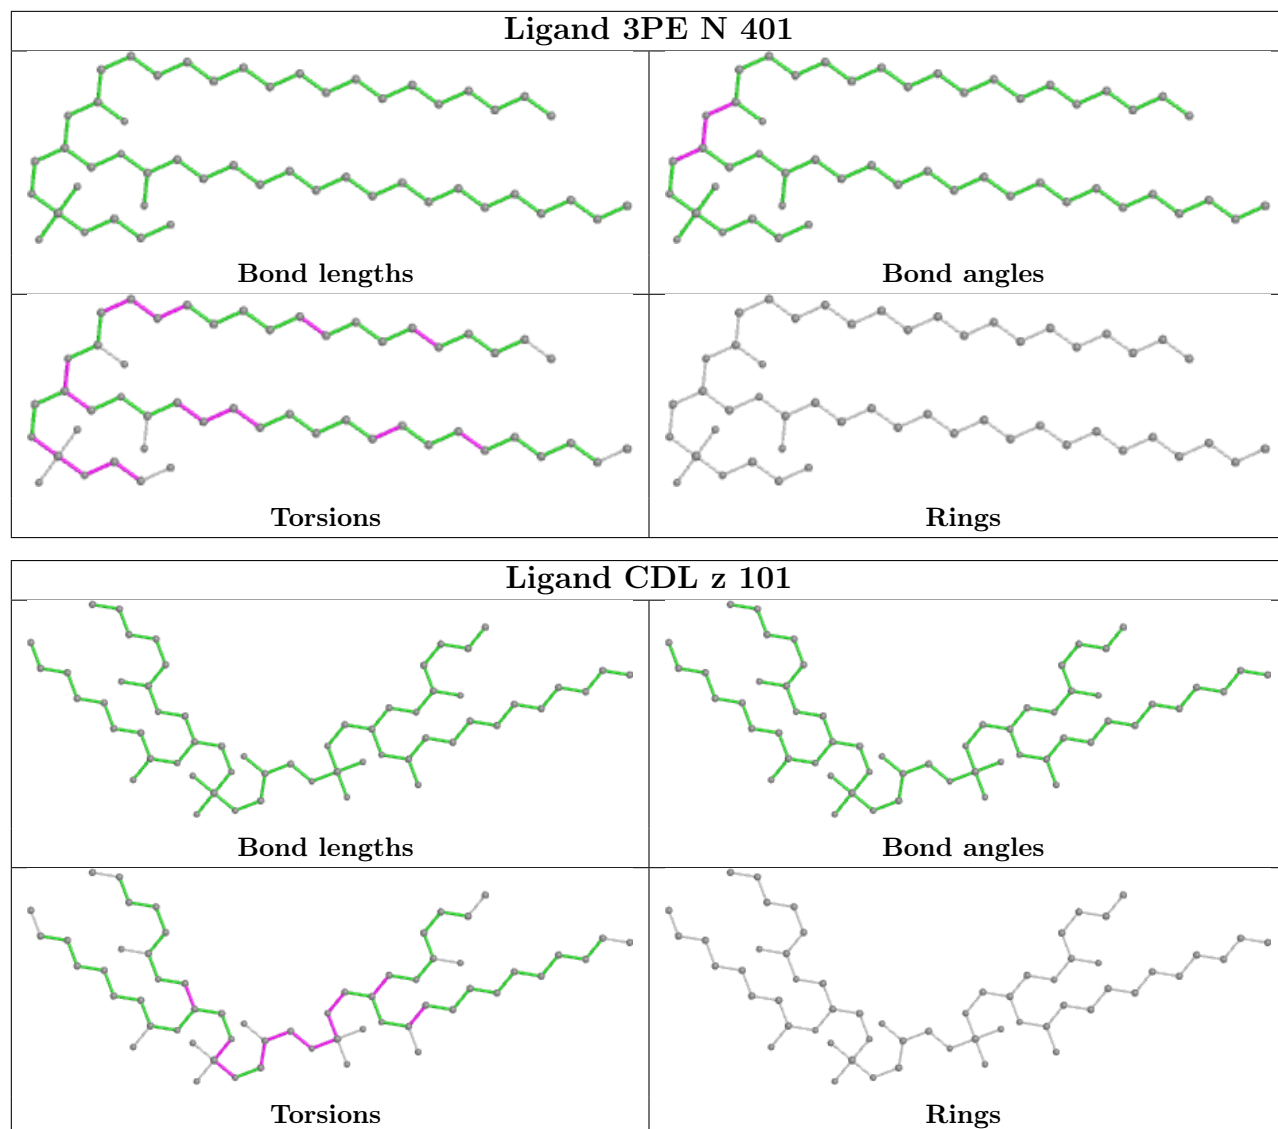 Ligand 3PE N 401
Bond lengths
Bond angles
Torsions
Rings
Ligand CDL z 101
Bond lengths
Bond angles
Torsions
Rings